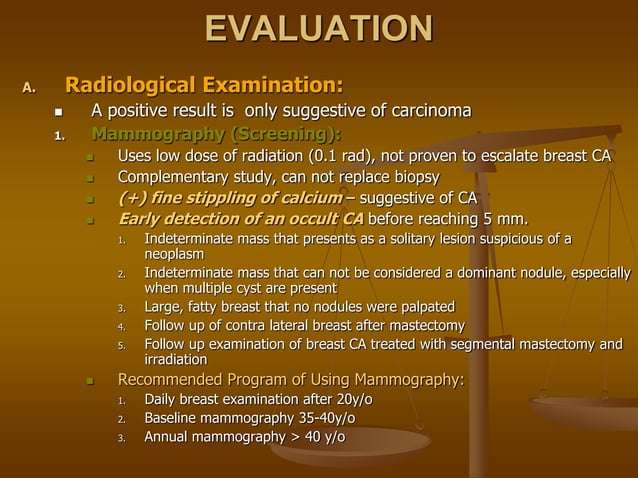 EVALUATION
A. Radiological Examination:
■ A positive result is only suggestive of carcinoma
1. Mammography (Screening):
■ Uses low dose of radiation (0.1 rad), not proven to escalate breast CA
■ Complementary study, can not replace biopsy
■ (+) fine stippling of calcium – suggestive of CA
■ Early detection of an occult CA before reaching 5 mm.
1. Indeterminate mass that presents as a solitary lesion suspicious of a
neoplasm
2. Indeterminate mass that can not be considered a dominant nodule, especially
when multiple cyst are present
3. Large, fatty breast that no nodules were palpated
4. Follow up of contra lateral breast after mastectomy
5. Follow up examination of breast CA treated with segmental mastectomy and
irradiation
■ Recommended Program of Using Mammography:
1. Daily breast examination after 20y/o
2. Baseline mammography 35-40y/o
3. Annual mammography > 40 y/o